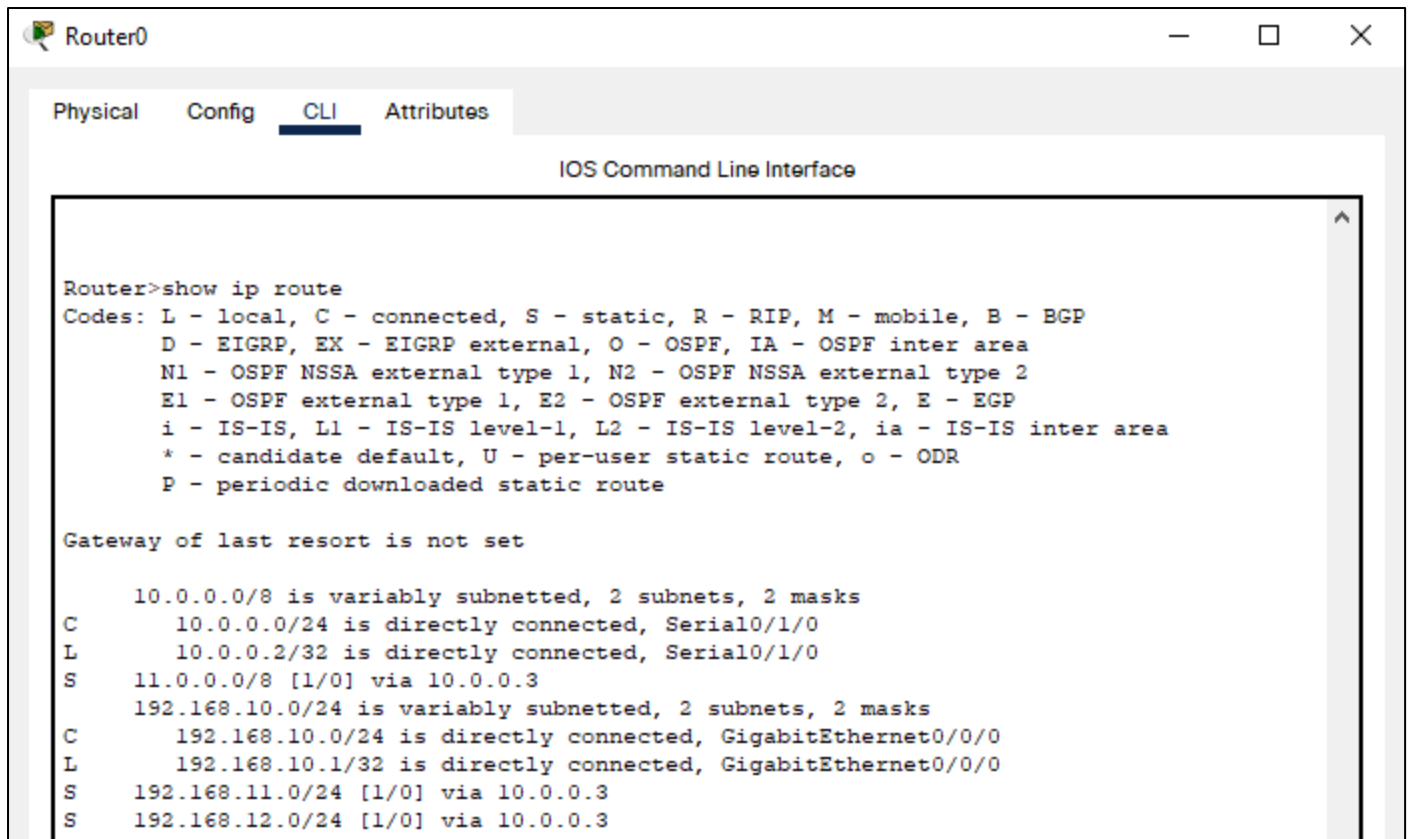 Router0
Physical Config CLI Attributes
IOS Command Line Interface
Router>show ip route
Codes: L - local, C - connected, S - static, R - RIP, M - mobile, B - BGP
D - EIGRP, EX - EIGRP external, O - OSPF, IA - OSPF inter area
N1 - OSPF NSSA external type 1, N2 - OSPF NSSA external type 2
E1 - OSPF external type 1, E2 - OSPF external type 2, E - EGP
i - IS-IS, L1 - IS-IS level-1, L2 - IS-IS level-2, ia - IS-IS inter area
* - candidate default, U - per-user static route, o - ODR
P - periodic downloaded static route
Gateway of last resort is not set
10.0.0.0/8 is variably subnetted, 2 subnets, 2 masks
C 10.0.0.0/24 is directly connected, Serial0/1/0
L 10.0.0.2/32 is directly connected, Serial0/1/0
S 11.0.0.0/8 [1/0] via 10.0.0.3
192.168.10.0/24 is variably subnetted, 2 subnets, 2 masks
C 192.168.10.0/24 is directly connected, GigabitEthernet0/0/0
L 192.168.10.1/32 is directly connected, GigabitEthernet0/0/0
S 192.168.11.0/24 [1/0] via 10.0.0.3
S 192.168.12.0/24 [1/0] via 10.0.0.3